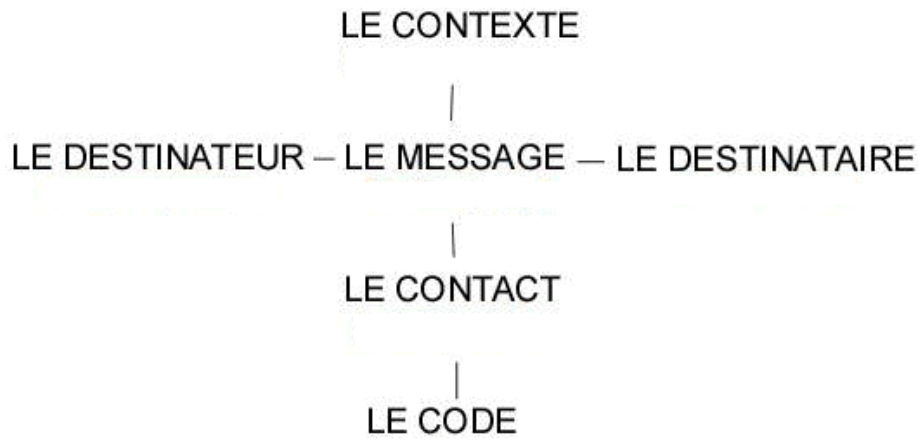 LE CONTEXTE
LE DESTINATEUR – LE MESSAGE — LE DESTINATAIRE
LE CONTACT
LE CODE